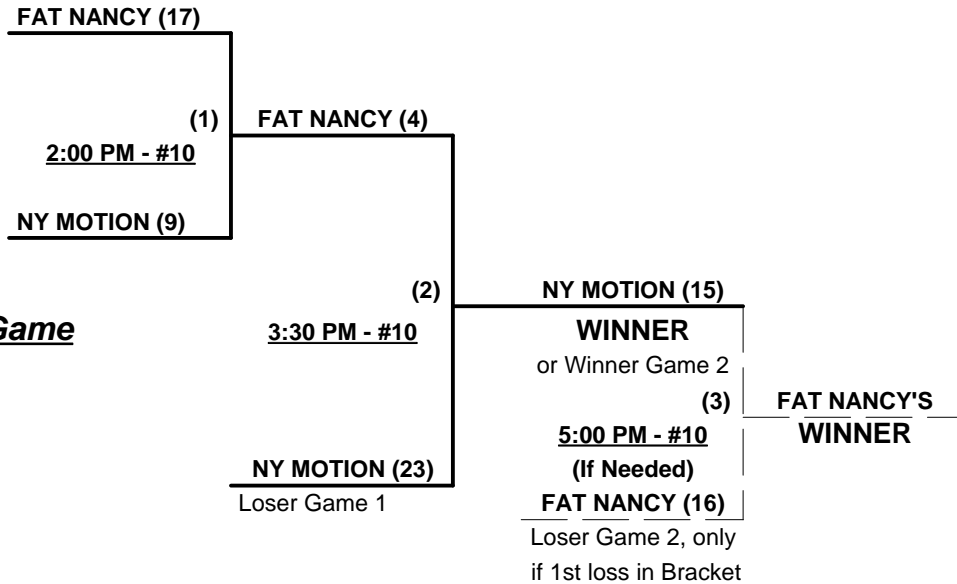 FAT NANCY (17)
(1)
FAT NANCY (4)
2:00 PM - #10
NY MOTION (9)
(2)
NY MOTION (15)
Game
3:30 PM - #10
WINNER
or Winner Game 2
(3)
FAT NANCY'S
5:00 PM - #10
WINNER
(If Needed)
NY MOTION (23)
Loser Game 1
FAT NANCY (16)
Loser Game 2, only
if 1st loss in Bracket